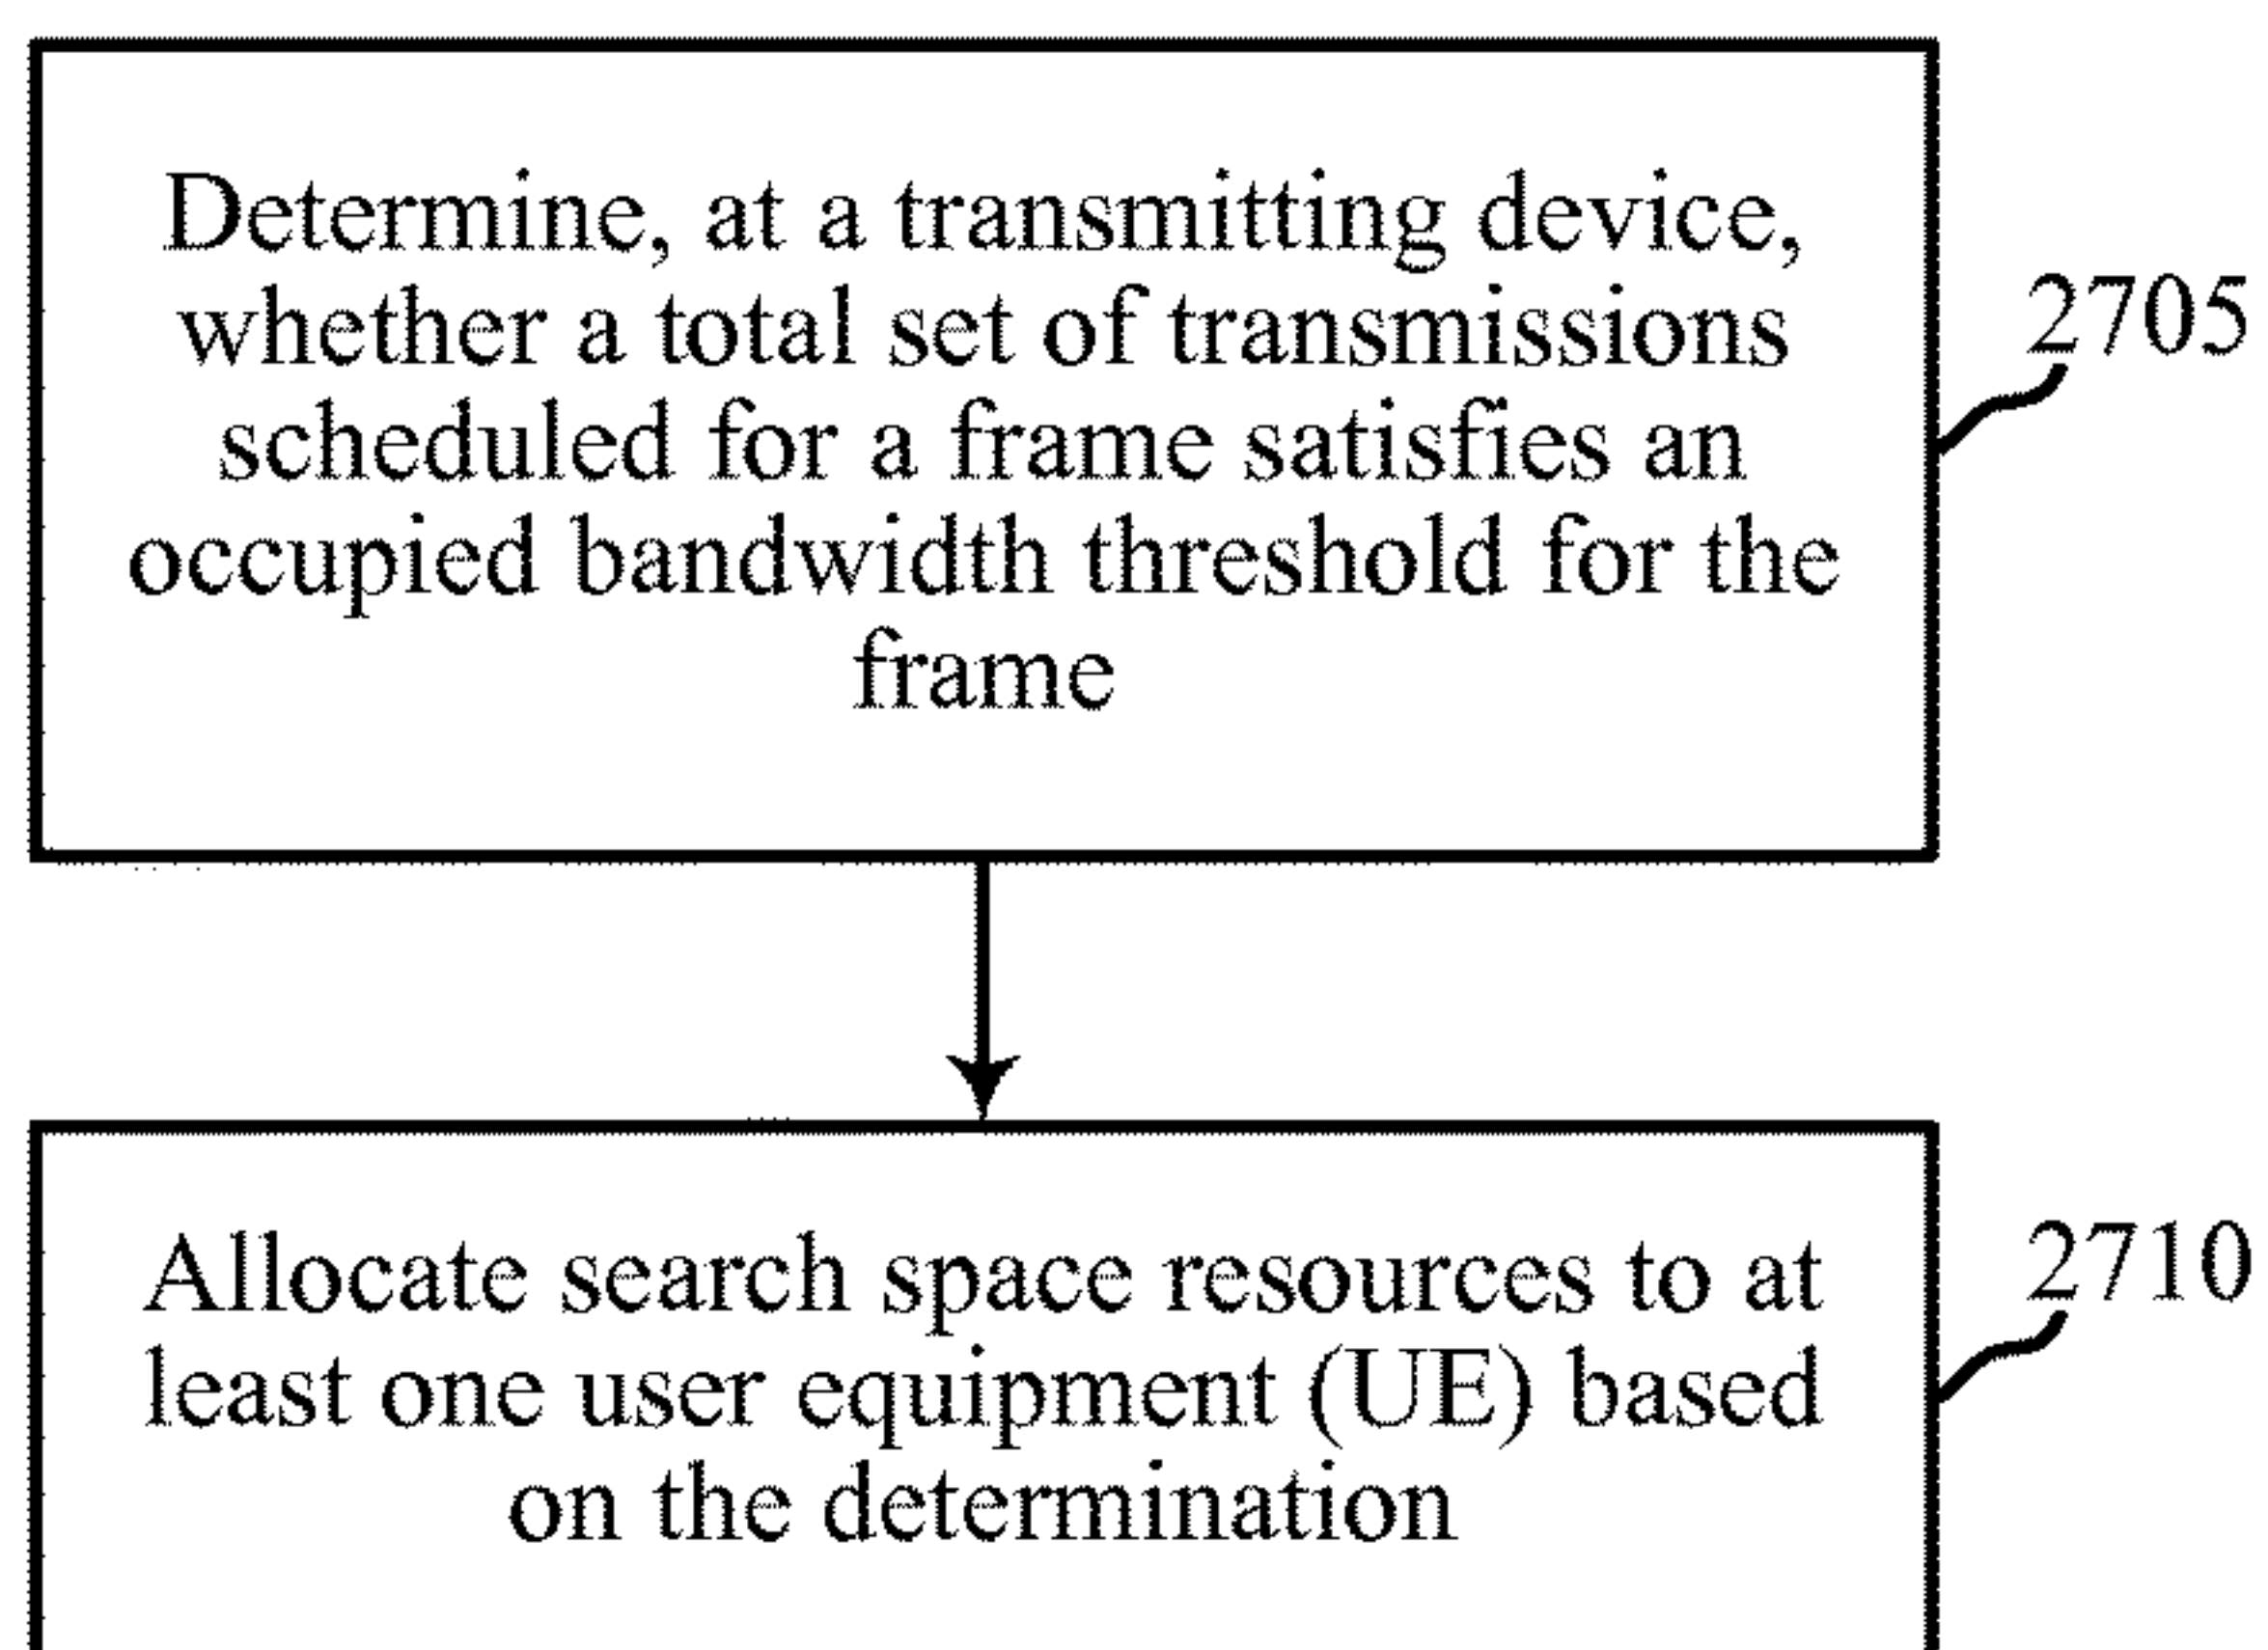 Determine, at a transmitting device,
whether a total set of transmissions
scheduled for a frame satisfies an
occupied bandwidth threshold for the
frame
2705
Allocate search space resources to at
least one user equipment (UE) based
on the determination
2710